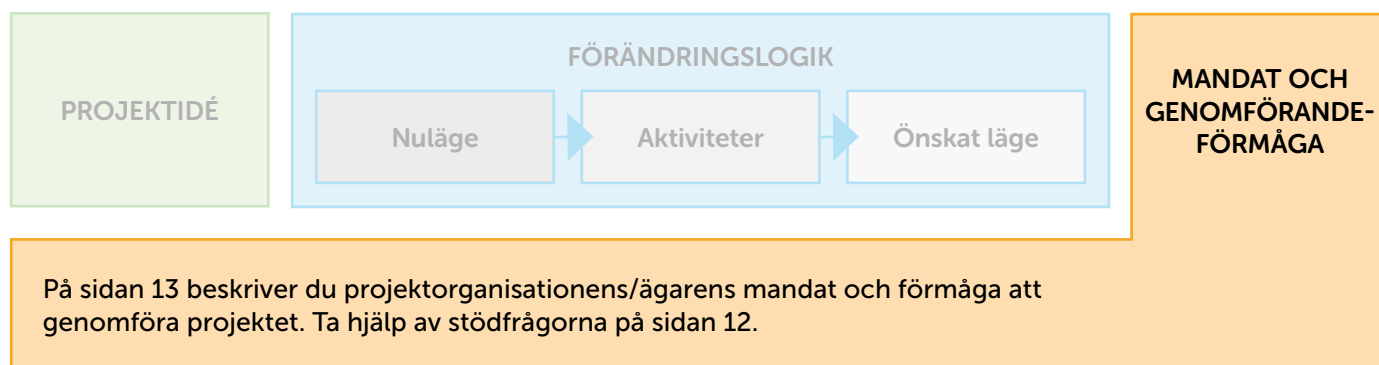 PROJEKTIDÉ
FÖRÄNDRINGSLOGIK
Nuläge
Aktiviteter
Önskat läge
MANDAT OCH
GENOMFÖRANDE-
FÖRMÅGA
På sidan 13 beskriver du projektorganisationens/ägarens mandat och förmåga att
genomföra projektet. Ta hjälp av stödfrågorna på sidan 12.